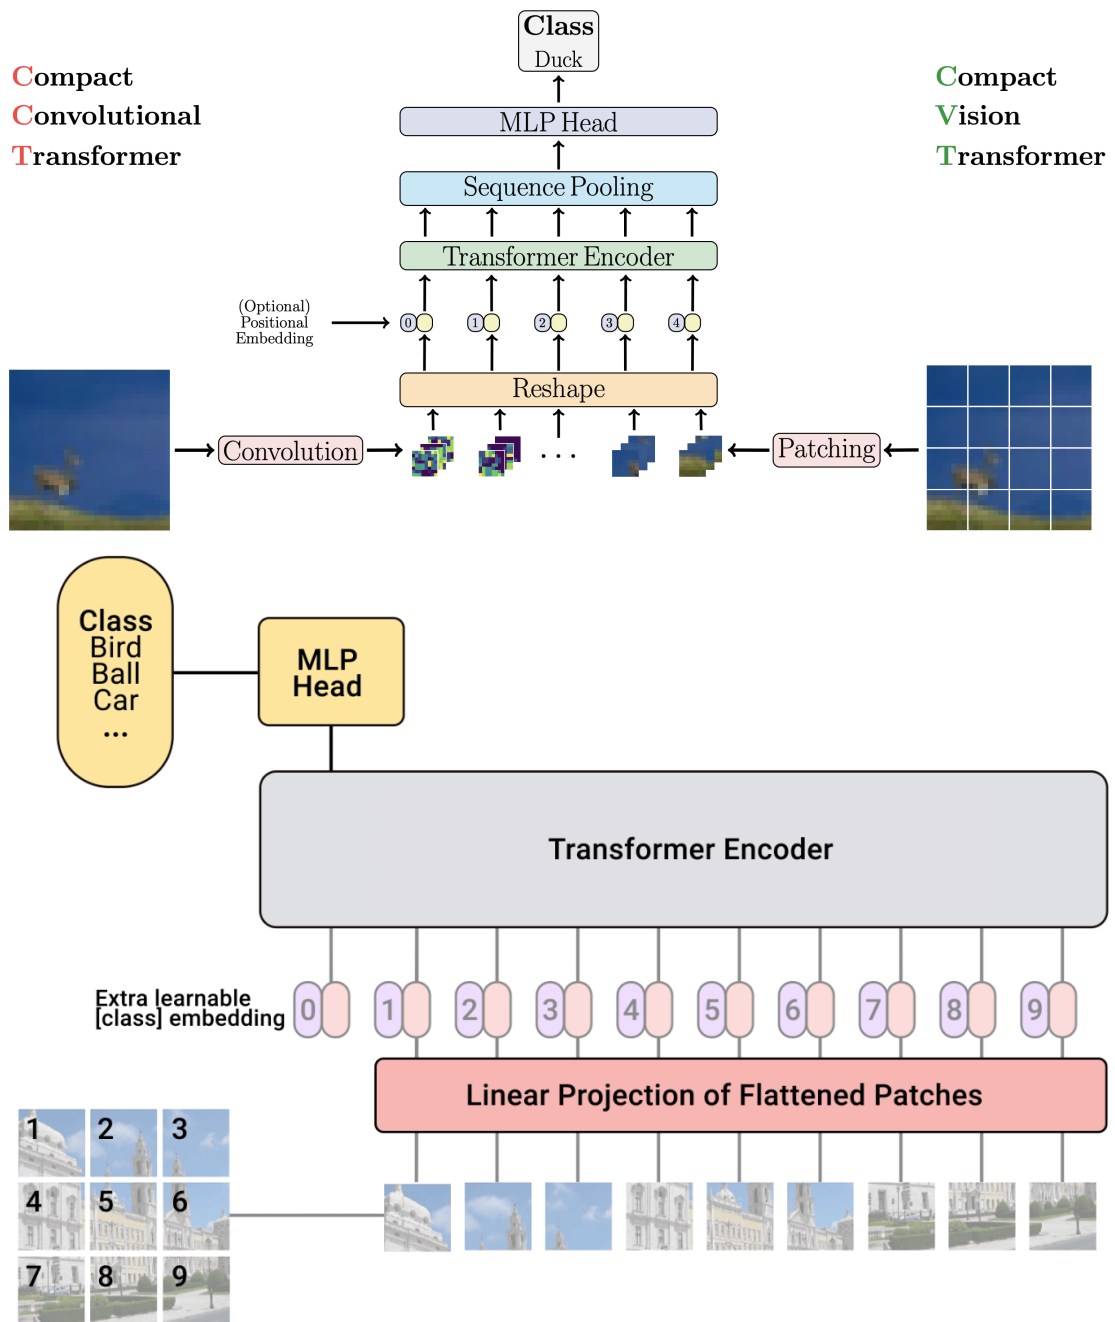 Class
Duck
Compact
Convolutional
Transformer
Compact
Vision
Transformer
MLP Head
Sequence Pooling
Transformer Encoder
(Optional)
Positional
Embedding
0 1 2 3 4
Reshape
Convolution
. . .
Patching
Class
Bird
Ball
Car
...
MLP
Head
Transformer Encoder
Extra learnable
[class] embedding
0 1 2 3 4 5 6 7 8 9
Linear Projection of Flattened Patches
1 2 3
4 5 6
7 8 9